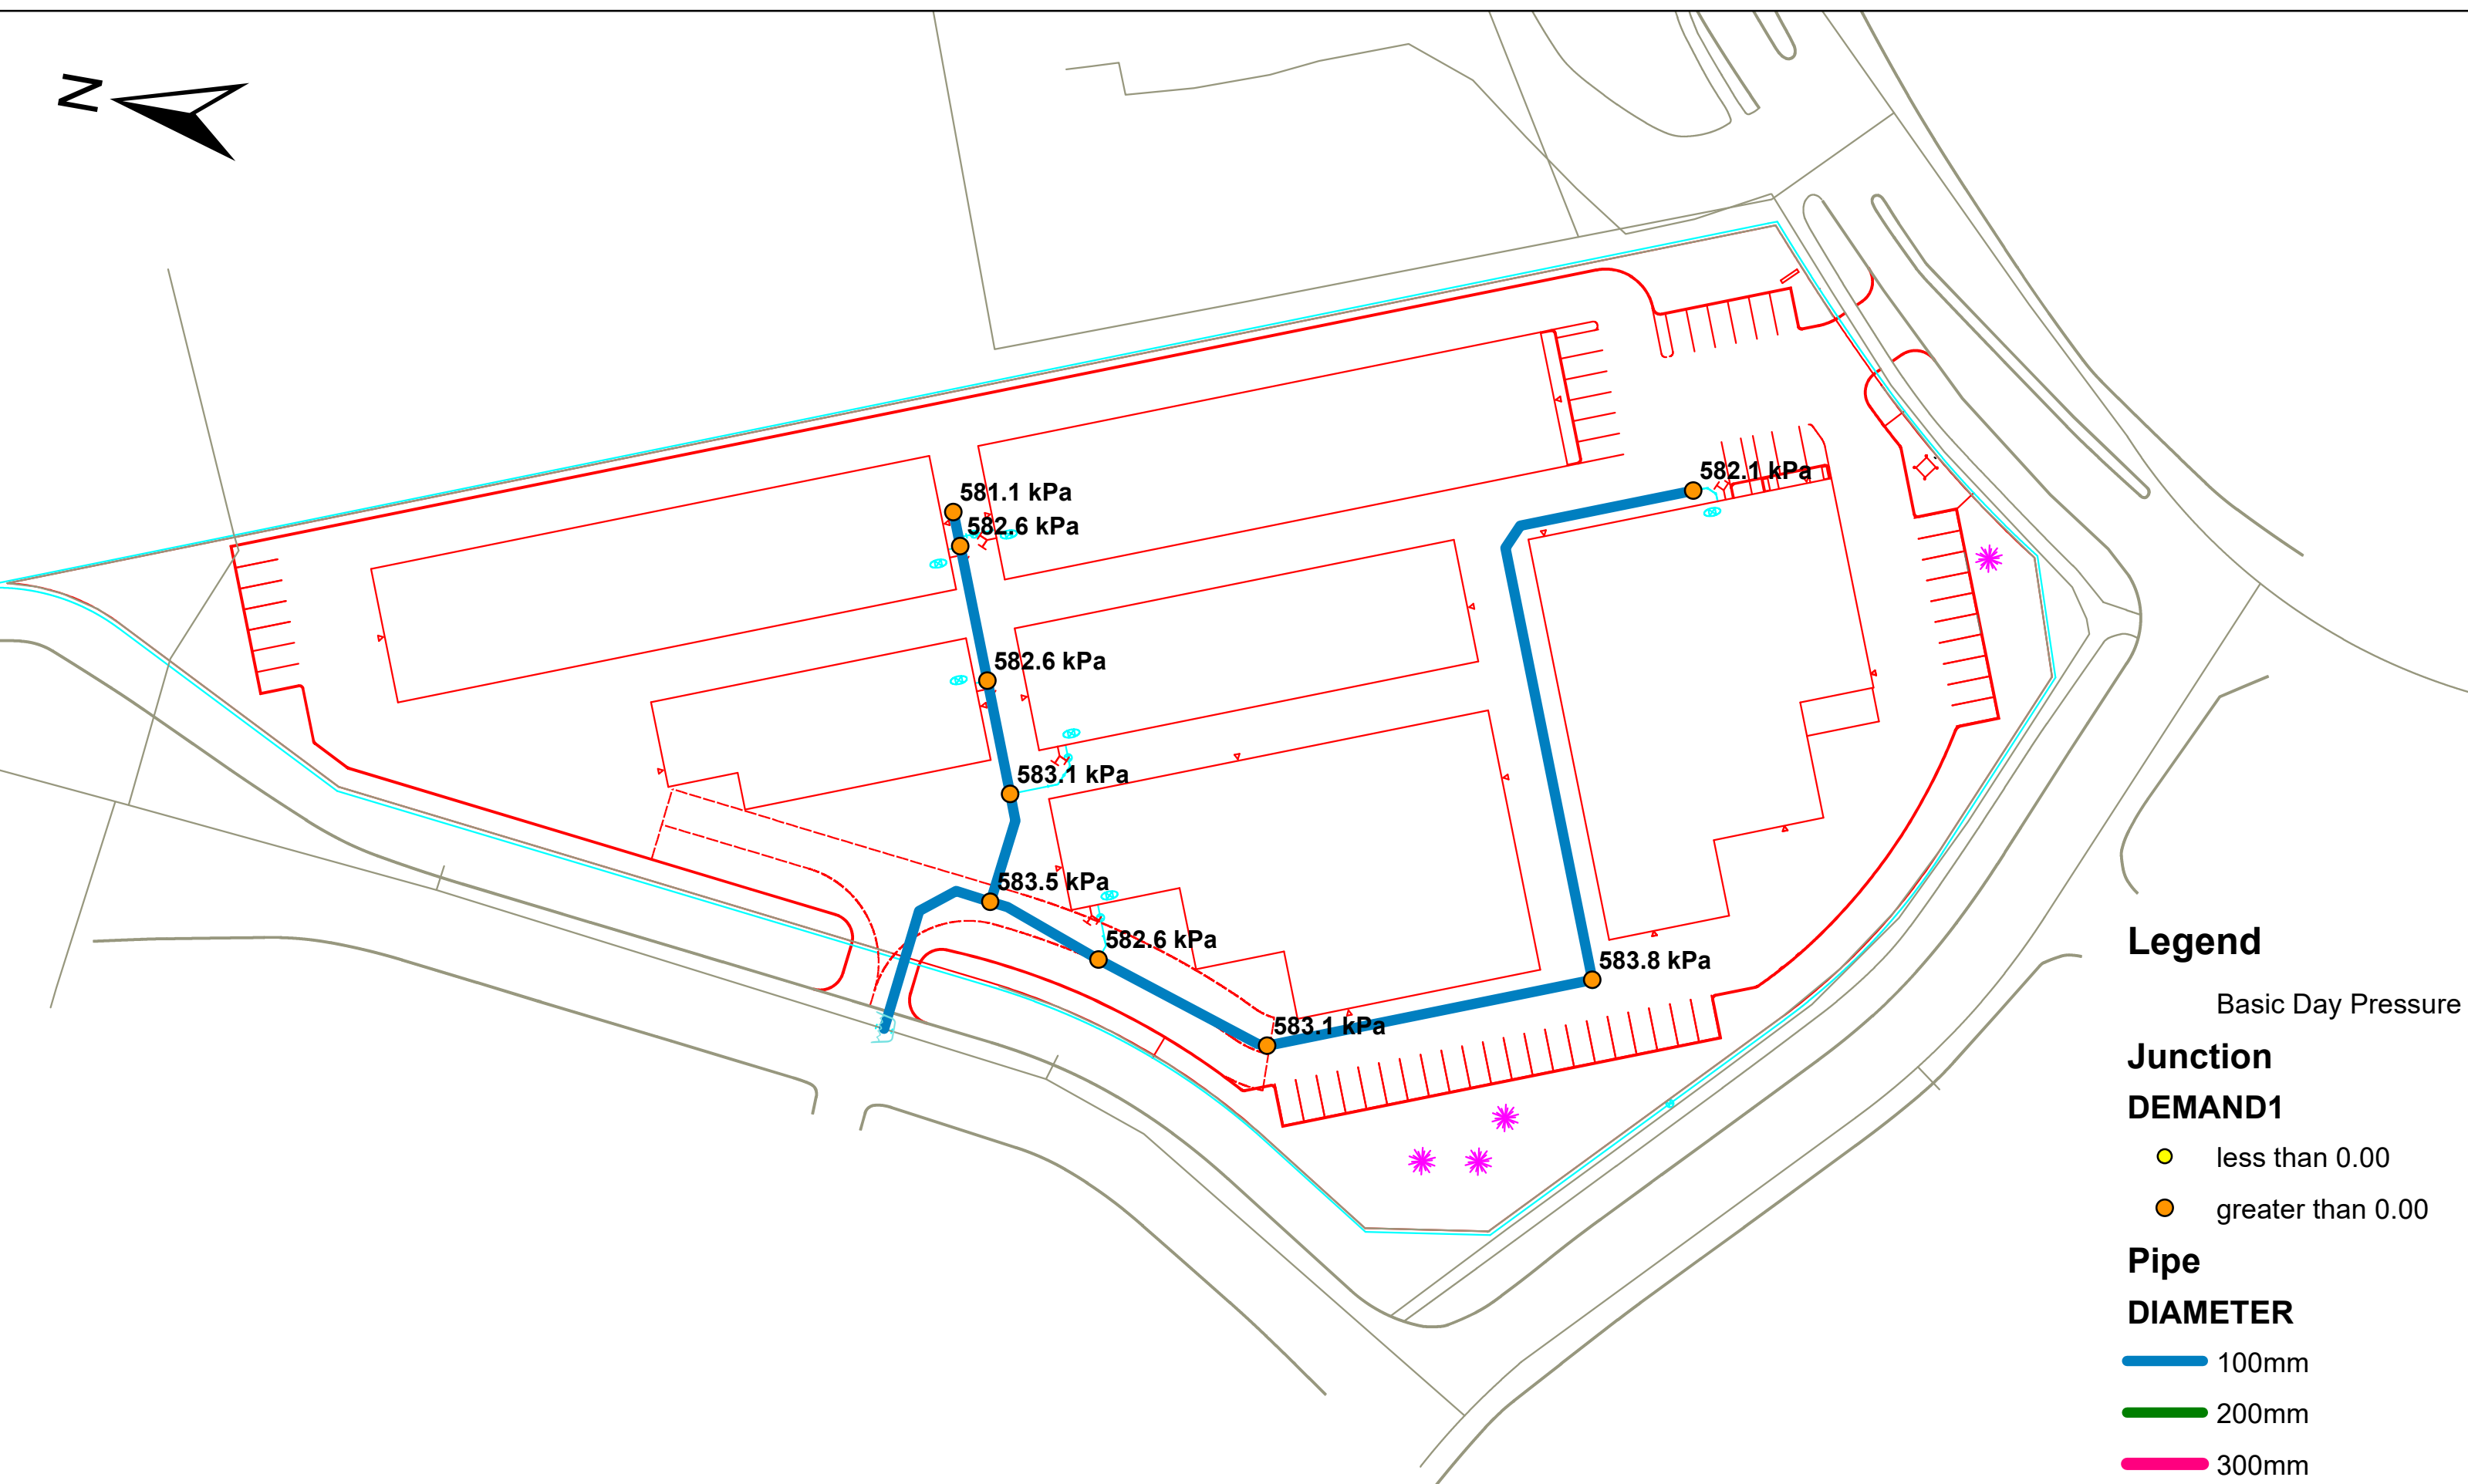 N
582.1 kPa
581.1 kPa
582.6 kPa
582.6 kPa
583.1 kPa
583.5 kPa
582.6 kPa
583.8 kPa
583.1 kPa
Legend
Basic Day Pressure
Junction
DEMAND1
less than 0.00
greater than 0.00
Pipe
DIAMETER
100mm
200mm
300mm